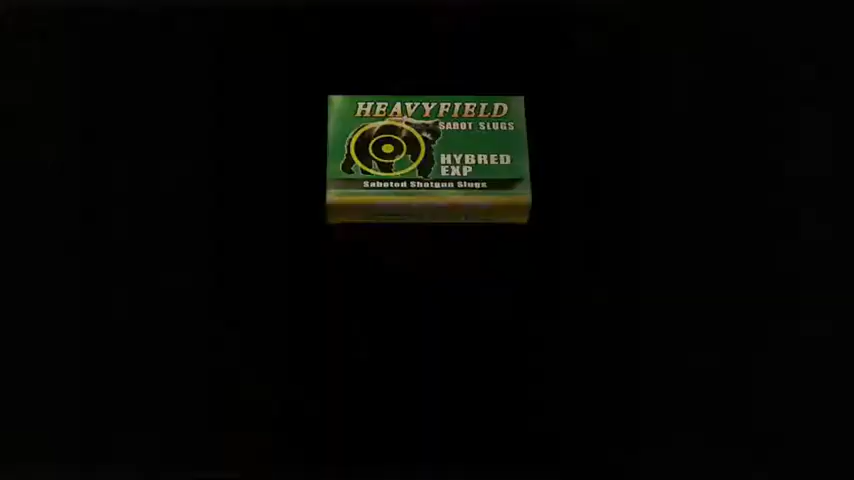 HEAVYFIELD
SABOT SLUGS
HYBRED
EXP
Saboted Shotgun Slugs